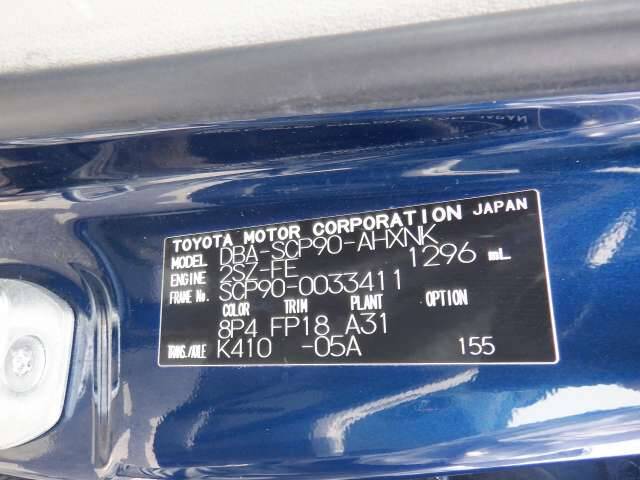 TOYOTA MOTOR CORPORATION JAPAN
MODEL DBA-SCP90-AHXNK
ENGINE 2SZ-FE 1296 mL
FRAME No. SCP90-0033411
COLOR TRIM PLANT OPTION
8P4 FP18 A31
TRANS./AXLE K410 -05A 155